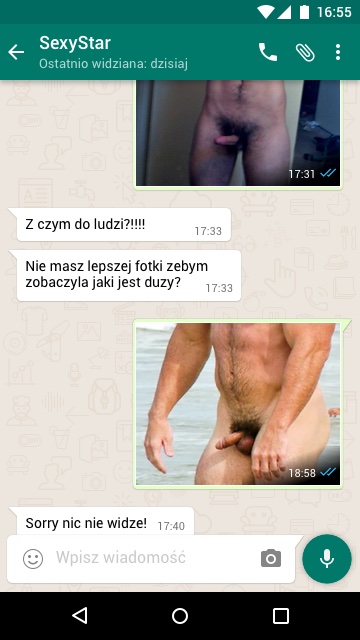 16:55
SexyStar
Ostatnio widziana: dzisiaj
17:31
Z czym do ludzi?!!!!
17:33
Nie masz lepszej fotki zebym
zobaczyla jaki jest duzy?
17:33
18:58
Sorry nic nie widze!
17:40
Wpisz wiadomość